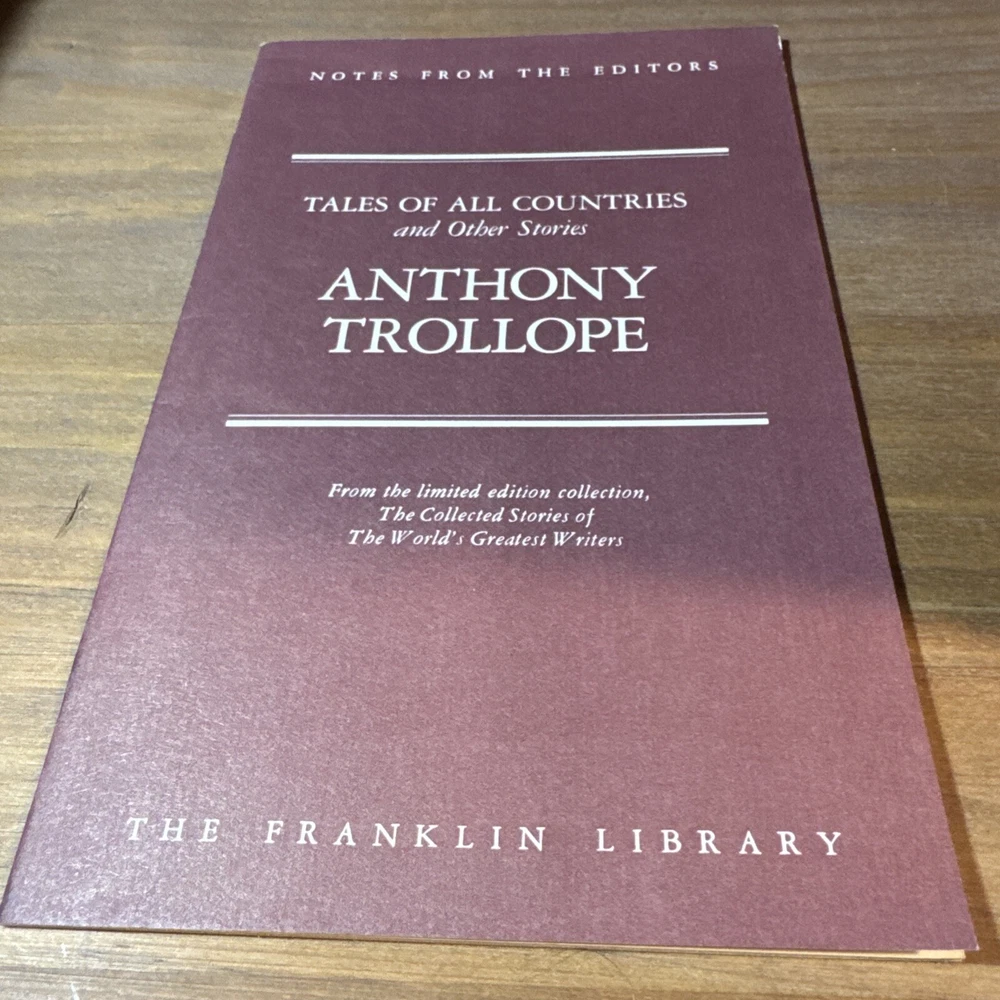 NOTES FROM THE EDITORS
TALES OF ALL COUNTRIES
and Other Stories
ANTHONY
TROLLOPE
From the limited edition collection,
The Collected Stories of
The World's Greatest Writers
THE FRANKLIN LIBRARY